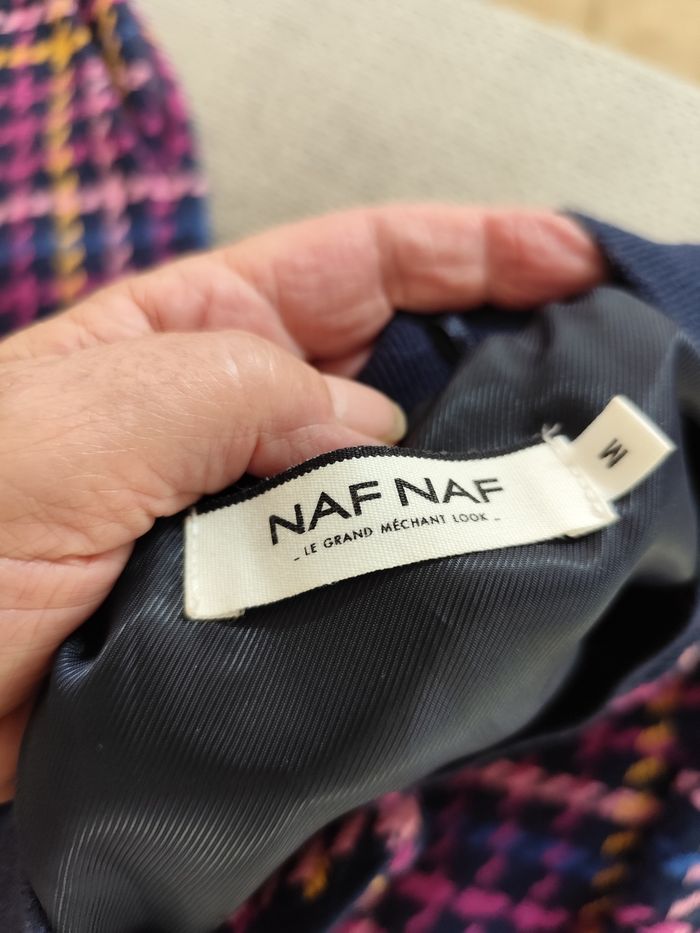 NAF NAF
_ LE GRAND MÉCHANT LOOK _
M